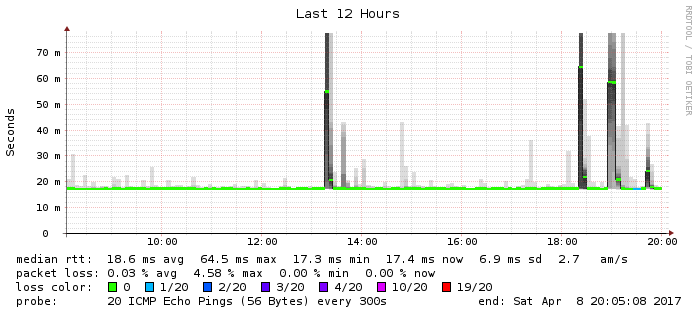 Last 12 Hours
RRDTOOL / TOBI OETIKER
Seconds
70 m
60 m
50 m
40 m
30 m
20 m
10 m
0
10:00 12:00 14:00 16:00 18:00 20:00
median rtt: 18.6 ms avg 64.5 ms max 17.3 ms min 17.4 ms now 6.9 ms sd 2.7 am/s
packet loss: 0.03 % avg 4.58 % max 0.00 % min 0.00 % now
loss color: 0 1/20 2/20 3/20 4/20 10/20 19/20
probe: 20 ICMP Echo Pings (56 Bytes) every 300s end: Sat Apr 8 20:05:08 2017